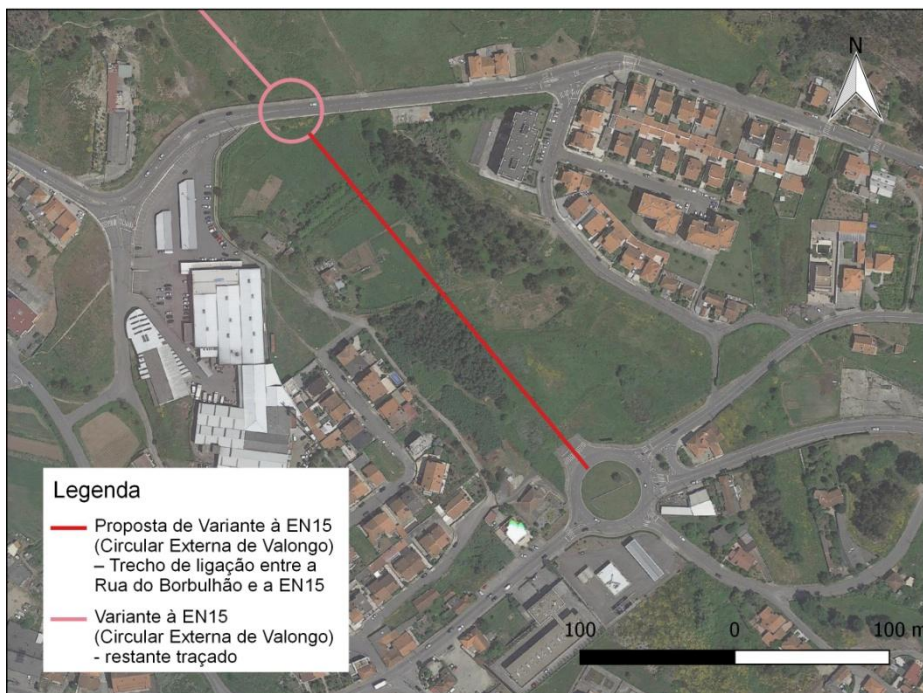 N
Legenda
Proposta de Variante à EN15
(Circular Externa de Valongo)
– Trecho de ligação entre a
Rua do Borbulhão e a EN15
Variante à EN15
(Circular Externa de Valongo)
- restante traçado
100 0 100 m